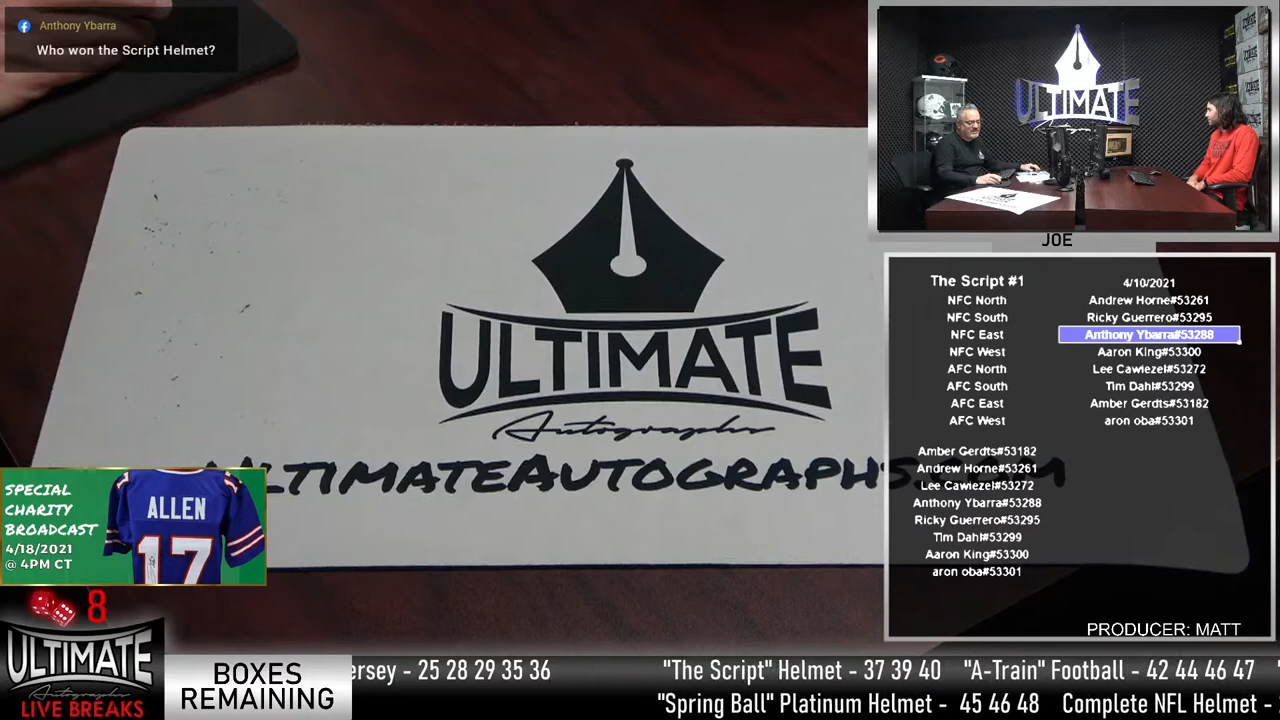 Anthony Ybarra
Who won the Script Helmet?
ULTIMATE
Autographs
ULTIMATEAUTOGRAPHS.COM
ULTIMATE
JOE
The Script #1 4/10/2021
NFC North Andrew Horne#53261
NFC South Ricky Guerrero#53295
NFC East Anthony Ybarra#53288
NFC West Aaron King#53300
AFC North Lee Cawiezel#53272
AFC South Tim Dahl#53299
AFC East Amber Gerdts#53182
AFC West aron oba#53301
Amber Gerdts#53182
Andrew Horne#53261
Lee Cawiezel#53272
Anthony Ybarra#53288
Ricky Guerrero#53295
Tim Dahl#53299
Aaron King#53300
aron oba#53301
PRODUCER: MATT
SPECIAL
CHARITY
BROADCAST
4/18/2021
@ 4PM CT
ALLEN
17
8
ULTIMATE
Autographs
LIVE BREAKS
BOXES
REMAINING
ersey - 25 28 29 35 36 "The Script" Helmet - 37 39 40 "A-Train" Football - 42 44 46 47
"Spring Ball" Platinum Helmet - 45 46 48 Complete NFL Helmet -